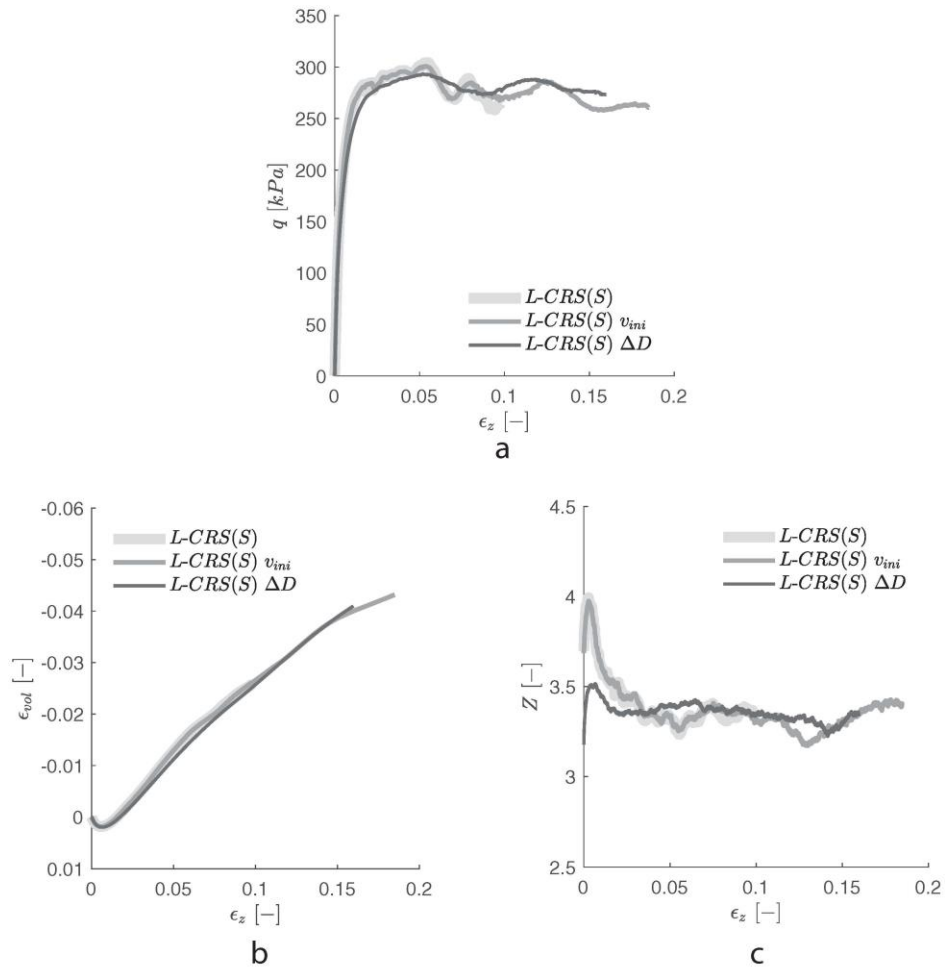 350
300
250
200
150
100
50
0
q [kPa]
L-CRS(S)
L-CRS(S) v_ini
L-CRS(S) ΔD
0 0.05 0.1 0.15 0.2
ϵ_z [−]
a
-0.06
-0.05
-0.04
-0.03
-0.02
-0.01
0
0.01
ϵ_vol [−]
L-CRS(S)
L-CRS(S) v_ini
L-CRS(S) ΔD
0 0.05 0.1 0.15 0.2
ϵ_z [−]
b
4.5
4
3.5
3
2.5
Z [−]
L-CRS(S)
L-CRS(S) v_ini
L-CRS(S) ΔD
0 0.05 0.1 0.15 0.2
ϵ_z [−]
c